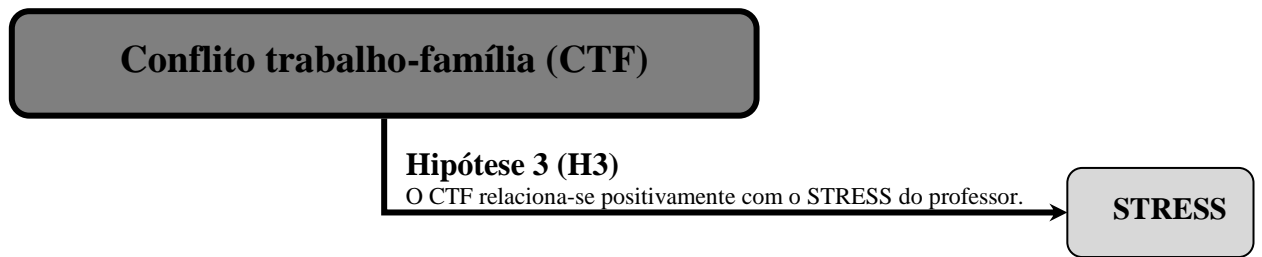 Conflito trabalho-família (CTF)
Hipótese 3 (H3)
O CTF relaciona-se positivamente com o STRESS do professor.
STRESS